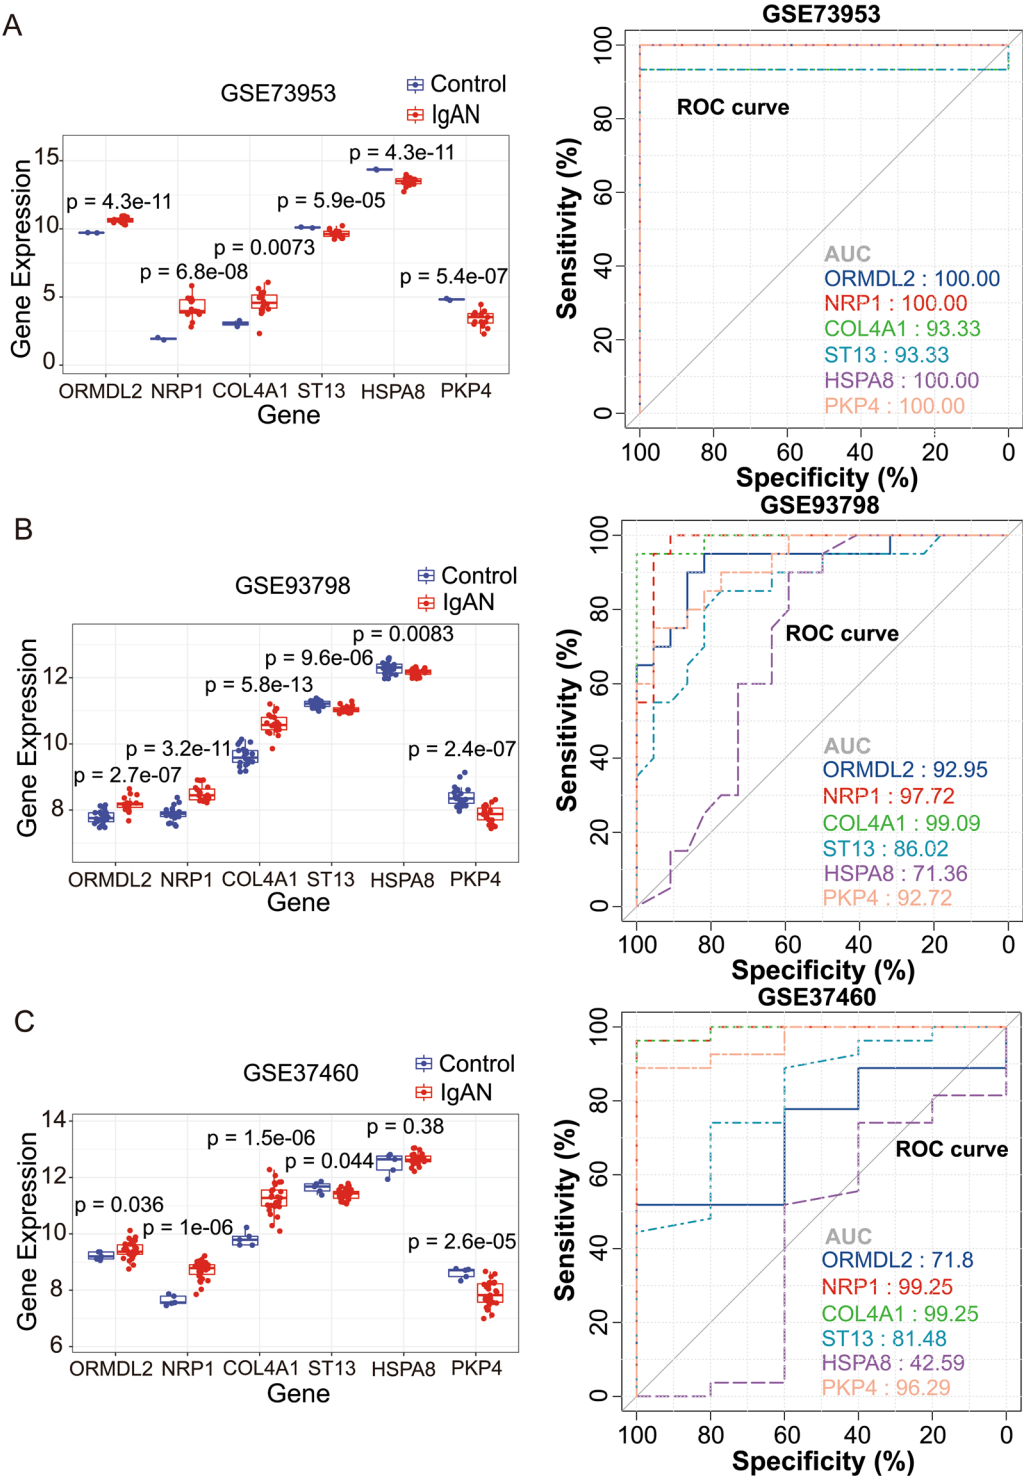 A
GSE73953
Control
IgAN
Gene Expression
15
10
5
0
p = 4.3e-11
p = 6.8e-08
p = 0.0073
p = 5.9e-05
p = 4.3e-11
p = 5.4e-07
ORMDL2 NRP1 COL4A1 ST13 HSPA8 PKP4
Gene
GSE73953
Sensitivity (%)
100
80
60
40
20
0
ROC curve
AUC
ORMDL2 : 100.00
NRP1 : 100.00
COL4A1 : 93.33
ST13 : 93.33
HSPA8 : 100.00
PKP4 : 100.00
100 80 60 40 20 0
Specificity (%)
B
GSE93798
Control
IgAN
Gene Expression
12
10
8
p = 2.7e-07
p = 3.2e-11
p = 5.8e-13
p = 9.6e-06
p = 0.0083
p = 2.4e-07
ORMDL2 NRP1 COL4A1 ST13 HSPA8 PKP4
Gene
GSE93798
Sensitivity (%)
100
80
60
40
20
0
ROC curve
AUC
ORMDL2 : 92.95
NRP1 : 97.72
COL4A1 : 99.09
ST13 : 86.02
HSPA8 : 71.36
PKP4 : 92.72
100 80 60 40 20 0
Specificity (%)
C
GSE37460
Control
IgAN
Gene Expression
14
12
10
8
6
p = 0.036
p = 1e-06
p = 1.5e-06
p = 0.044
p = 0.38
p = 2.6e-05
ORMDL2 NRP1 COL4A1 ST13 HSPA8 PKP4
Gene
GSE37460
Sensitivity (%)
100
80
60
40
20
0
ROC curve
AUC
ORMDL2 : 71.8
NRP1 : 99.25
COL4A1 : 99.25
ST13 : 81.48
HSPA8 : 42.59
PKP4 : 96.29
100 80 60 40 20 0
Specificity (%)